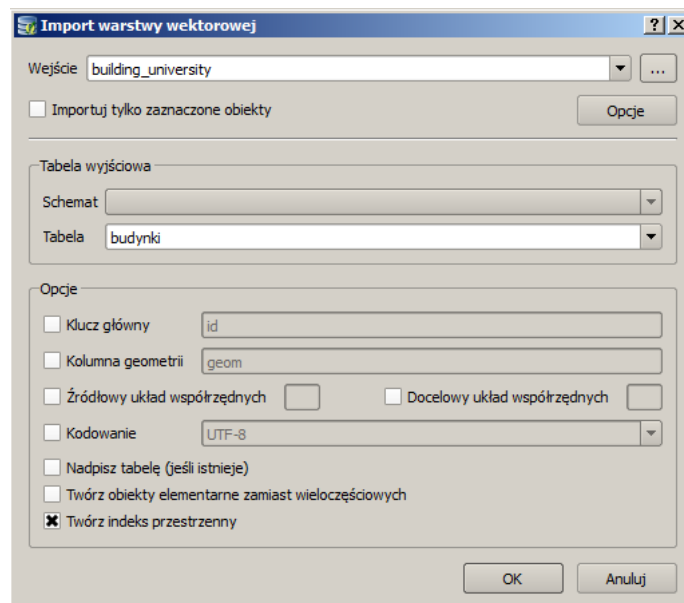 Import warstwy wektorowej
Wejście building_university ...
Importuj tylko zaznaczone obiekty Opcje
Tabela wyjściowa
Schemat
Tabela budynki
Opcje
Klucz główny id
Kolumna geometrii geom
Źródłowy układ współrzędnych Docelowy układ współrzędnych
Kodowanie UTF-8
Nadpisz tabelę (jeśli istnieje)
Twórz obiekty elementarne zamiast wieloczęściowych
Twórz indeks przestrzenny
OK Anuluj